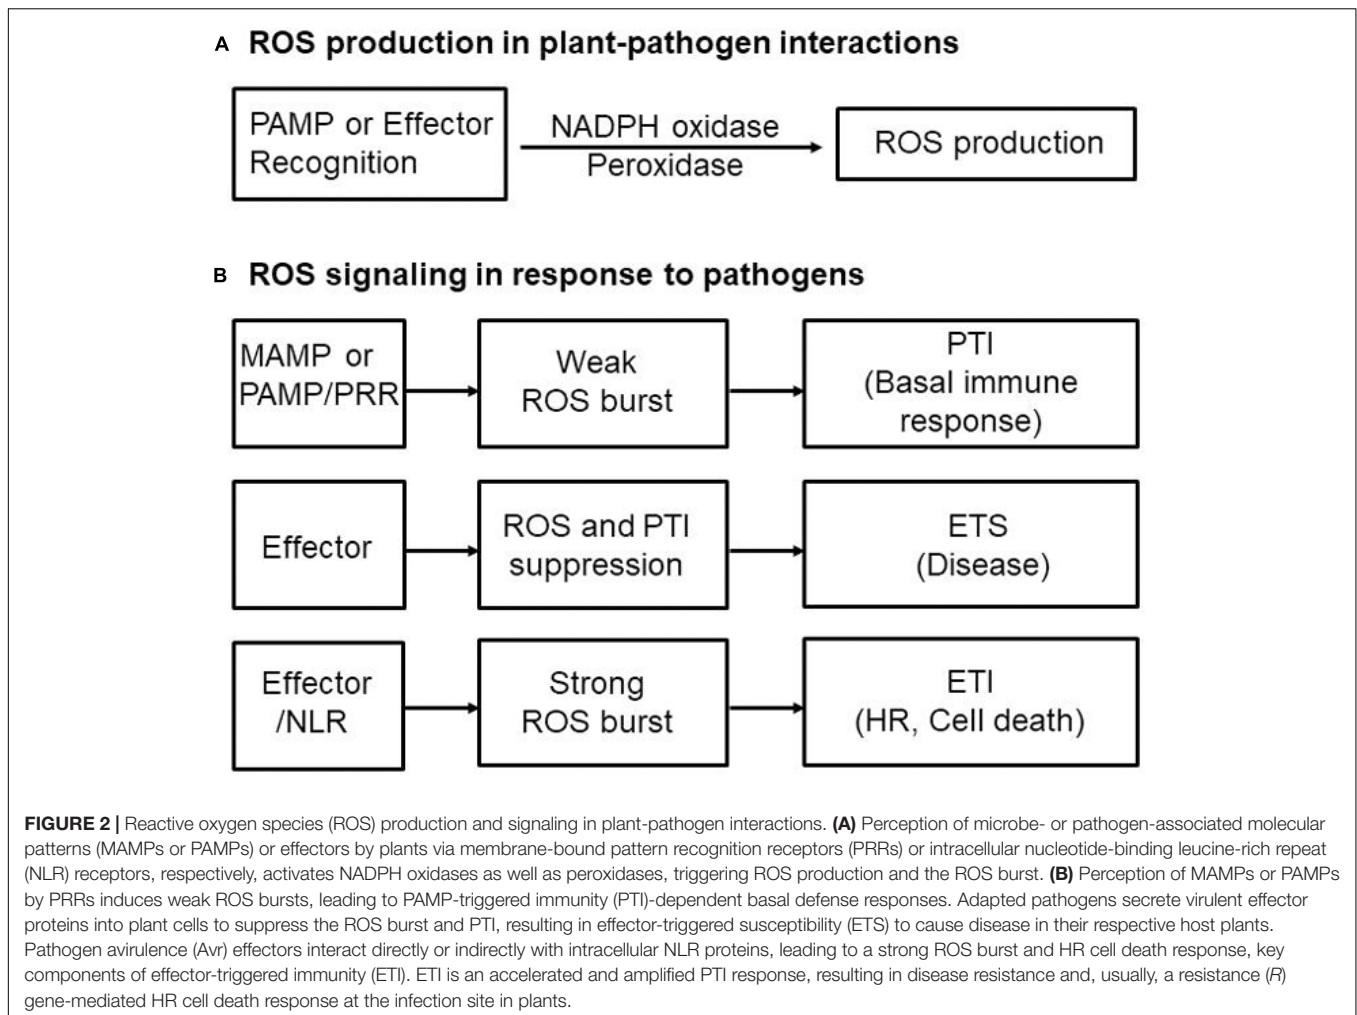 A ROS production in plant-pathogen interactions
PAMP or Effector
Recognition
NADPH oxidase
Peroxidase
ROS production
B ROS signaling in response to pathogens
MAMP or
PAMP/PRR
Weak
ROS burst
PTI
(Basal immune
response)
Effector
ROS and PTI
suppression
ETS
(Disease)
Effector
/NLR
Strong
ROS burst
ETI
(HR, Cell death)
FIGURE 2 | Reactive oxygen species (ROS) production and signaling in plant-pathogen interactions. (A) Perception of microbe- or pathogen-associated molecular
patterns (MAMPs or PAMPs) or effectors by plants via membrane-bound pattern recognition receptors (PRRs) or intracellular nucleotide-binding leucine-rich repeat
(NLR) receptors, respectively, activates NADPH oxidases as well as peroxidases, triggering ROS production and the ROS burst. (B) Perception of MAMPs or PAMPs
by PRRs induces weak ROS bursts, leading to PAMP-triggered immunity (PTI)-dependent basal defense responses. Adapted pathogens secrete virulent effector
proteins into plant cells to suppress the ROS burst and PTI, resulting in effector-triggered susceptibility (ETS) to cause disease in their respective host plants.
Pathogen avirulence (Avr) effectors interact directly or indirectly with intracellular NLR proteins, leading to a strong ROS burst and HR cell death response, key
components of effector-triggered immunity (ETI). ETI is an accelerated and amplified PTI response, resulting in disease resistance and, usually, a resistance (R)
gene-mediated HR cell death response at the infection site in plants.